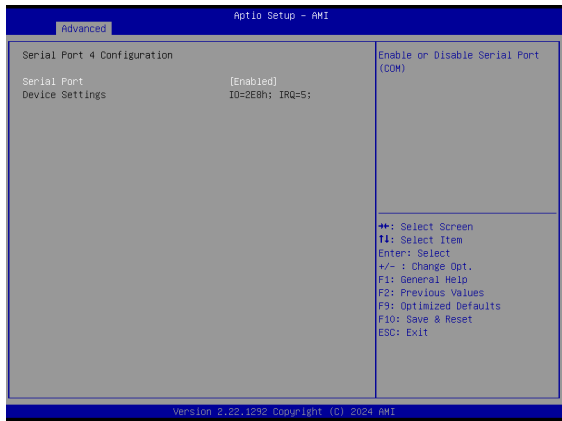 Aptio Setup – AMI
Advanced
Serial Port 4 Configuration
Serial Port [Enabled]
Device Settings IO=2E8h; IRQ=5;
Enable or Disable Serial Port
(COM)
→←: Select Screen
↑↓: Select Item
Enter: Select
+/- : Change Opt.
F1: General Help
F2: Previous Values
F9: Optimized Defaults
F10: Save & Reset
ESC: Exit
Version 2.22.1292 Copyright (C) 2024 AMI